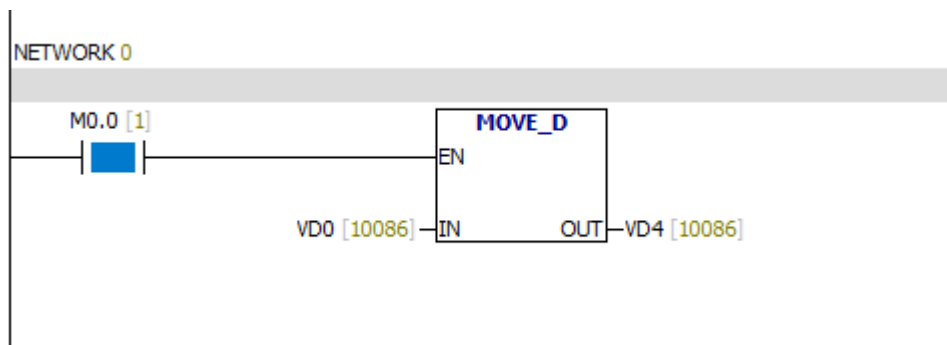 NETWORK 0
M0.0 [1]
MOVE_D
EN
VD0 [10086] IN OUT VD4 [10086]